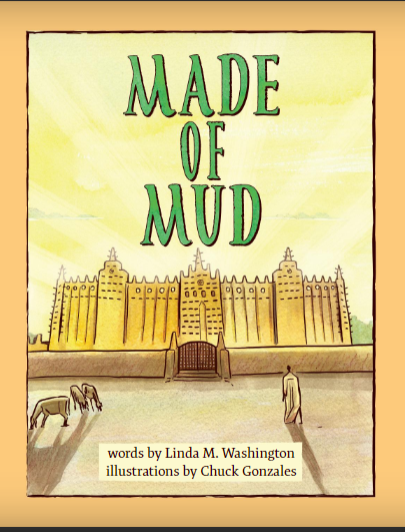 MADE
OF
MUD
words by Linda M. Washington
illustrations by Chuck Gonzales